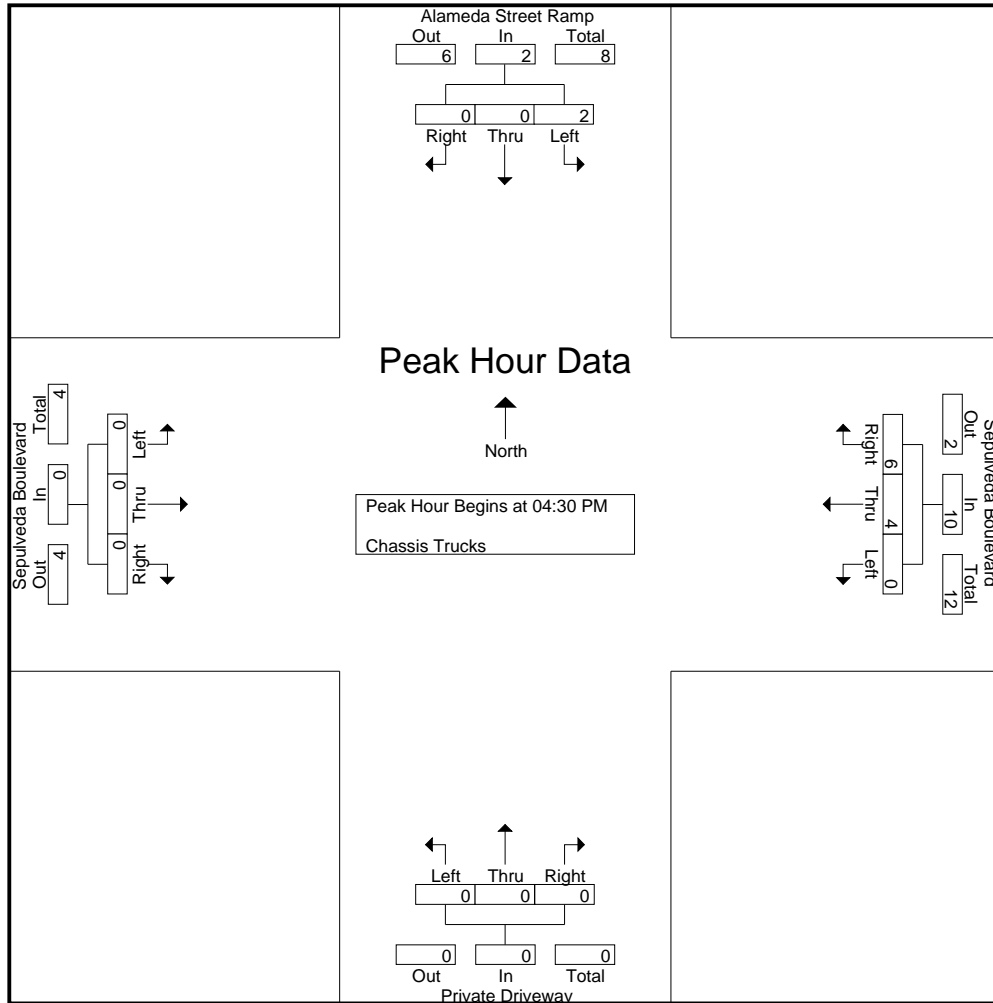 Alameda Street Ramp
Out In Total
6 2 8
0 0 2
Right Thru Left
Peak Hour Data
North
Peak Hour Begins at 04:30 PM
Chassis Trucks
Sepulveda Boulevard
Total In Out
4 0 4
0 0 0
Left Thru Right
Sepulveda Boulevard
Out In Total
2 10 12
6 4 0
Right Thru Left
Left Thru Right
0 0 0
0 0 0
Out In Total
Private Driveway